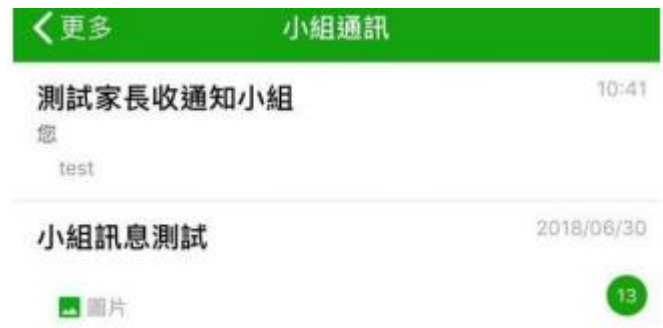 更多 小組通訊
測試家長收通知小組 10:41
您
test
小組訊息測試 2018/06/30
圖片 13